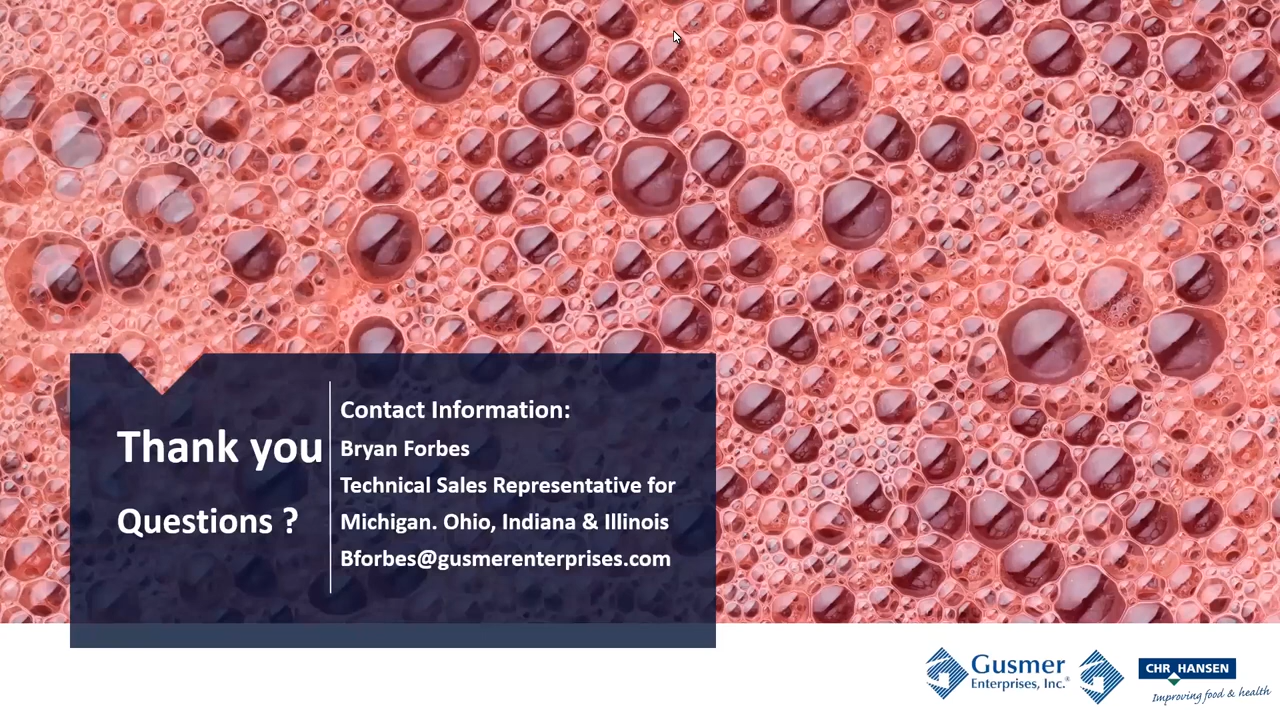 Thank you
Questions ?
Contact Information:
Bryan Forbes
Technical Sales Representative for
Michigan. Ohio, Indiana & Illinois
Bforbes@gusmerenterprises.com
Gusmer
Enterprises, Inc.®
CHR HANSEN
Improving food & health